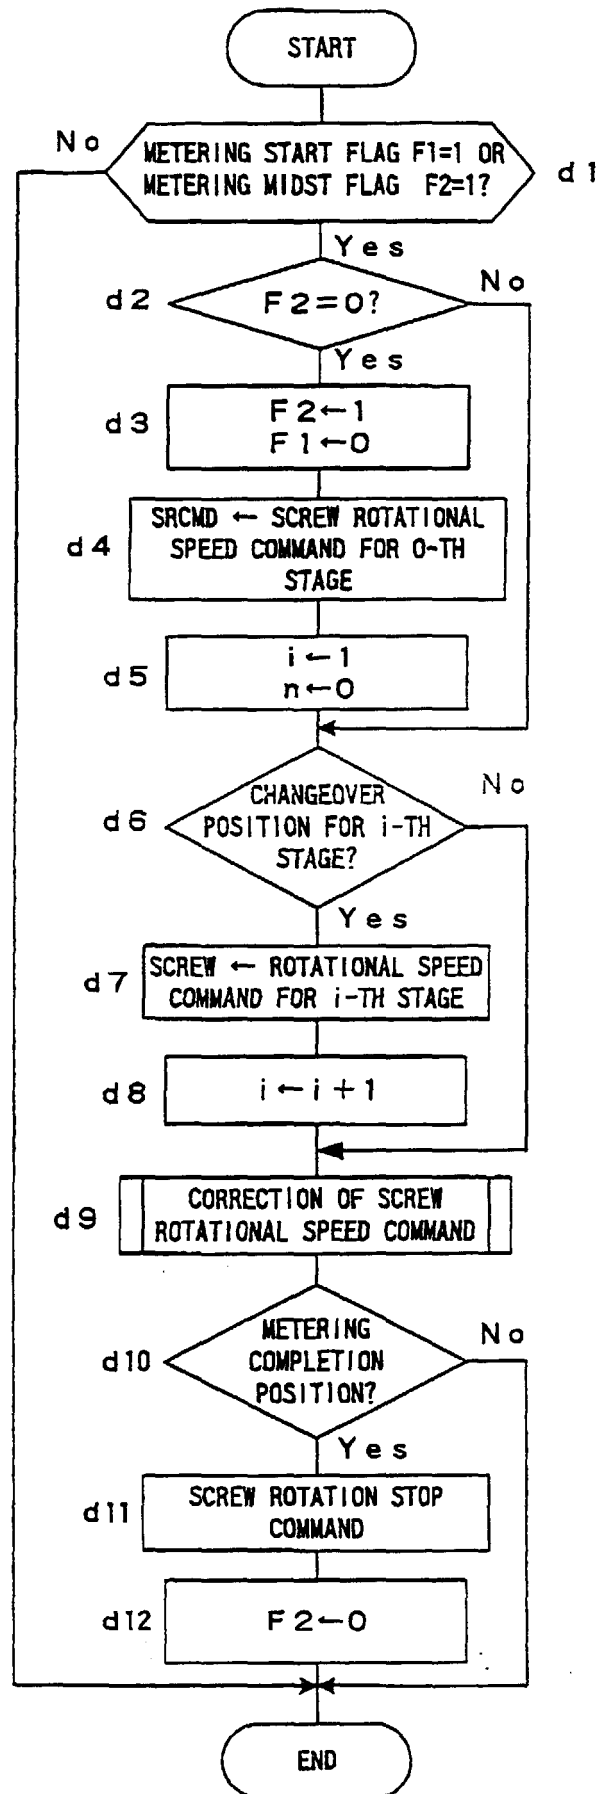 START
No
METERING START FLAG F1=1 OR
METERING MIDST FLAG F2=1?
d1
Yes
d2
F2=0?
No
Yes
d3
F2←1
F1←0
d4
SRCMD ← SCREW ROTATIONAL
SPEED COMMAND FOR 0-TH
STAGE
d5
i←1
n←0
d6
CHANGEOVER
POSITION FOR i-TH
STAGE?
No
Yes
d7
SCREW ← ROTATIONAL SPEED
COMMAND FOR i-TH STAGE
d8
i←i+1
d9
CORRECTION OF SCREW
ROTATIONAL SPEED COMMAND
d10
METERING
COMPLETION
POSITION?
No
Yes
d11
SCREW ROTATION STOP
COMMAND
d12
F2←0
END